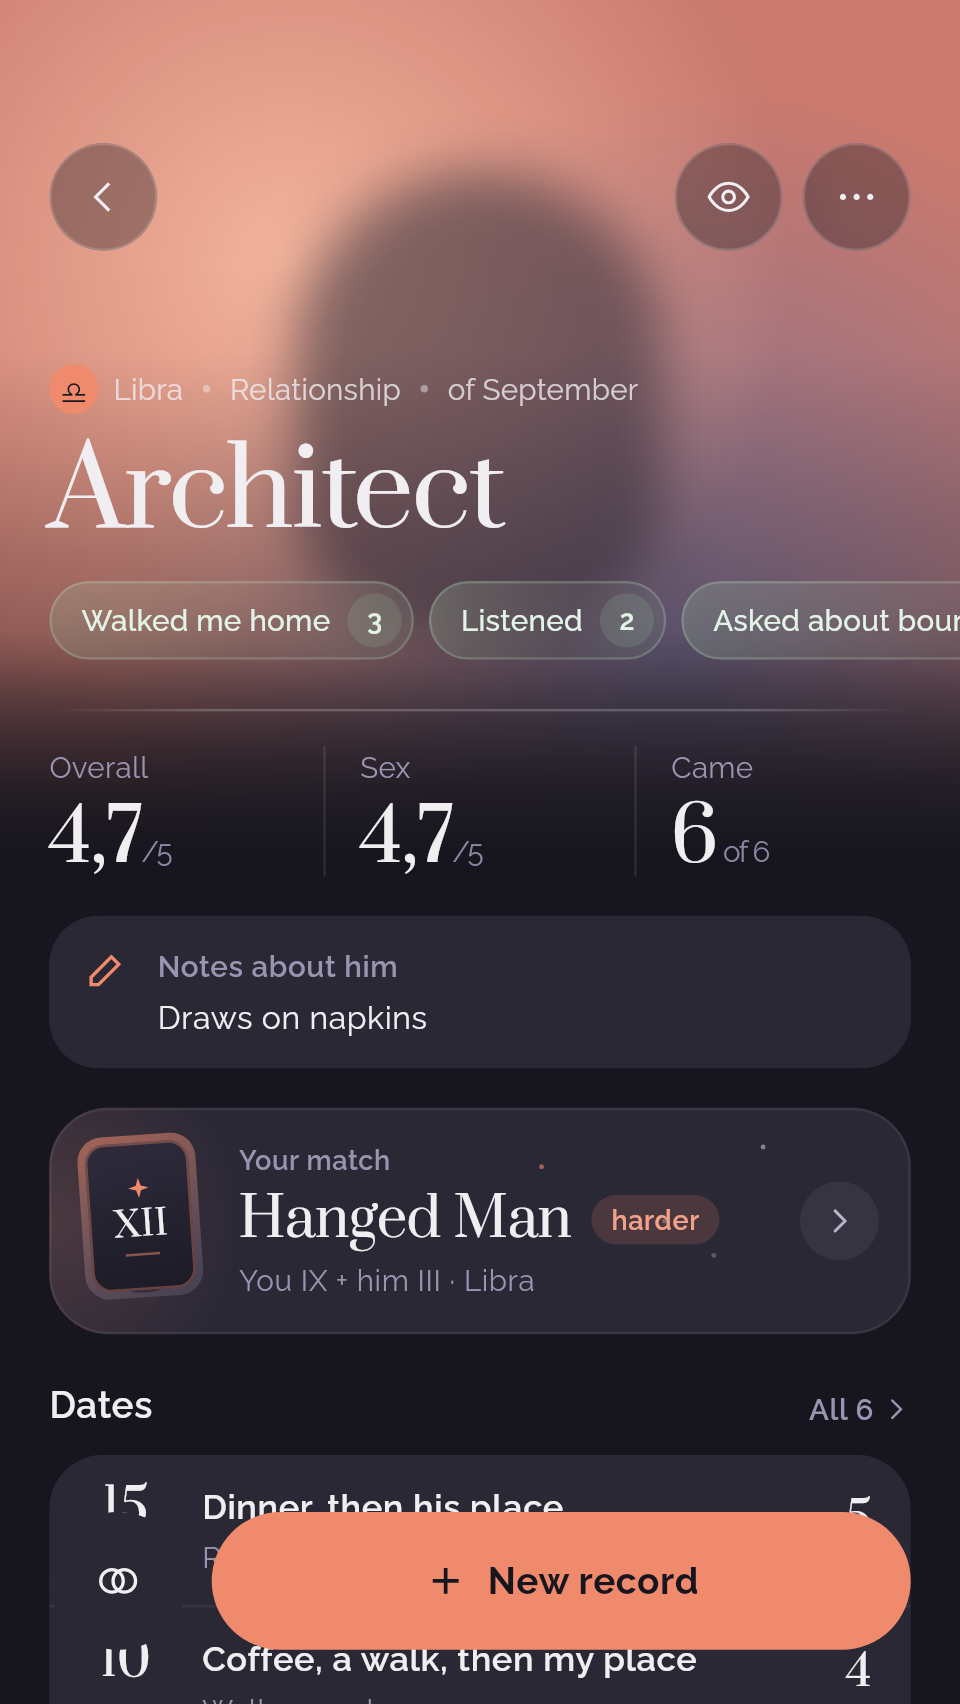 Libra • Relationship • of September
Architect
Walked me home 3 Listened 2 Asked about
Overall Sex Came
4,7/5 4,7/5 6 of 6
Notes about him
Draws on napkins
Your match
XII Hanged Man harder
You IX + him III · Libra
Dates All 6
15 Dinner, then his place 5
+ New record
10 Coffee, a walk, then my place 4